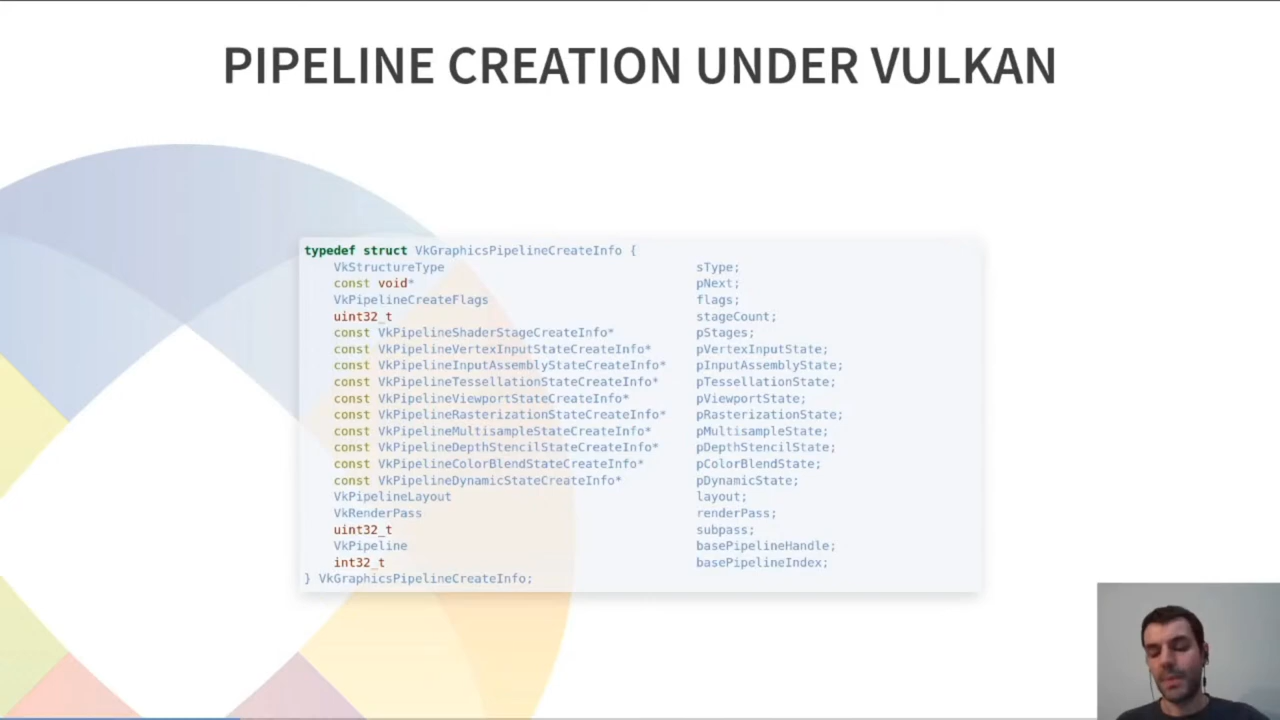 PIPELINE CREATION UNDER VULKAN
typedef struct VkGraphicsPipelineCreateInfo {
VkStructureType sType;
const void* pNext;
VkPipelineCreateFlags flags;
uint32_t stageCount;
const VkPipelineShaderStageCreateInfo* pStages;
const VkPipelineVertexInputStateCreateInfo* pVertexInputState;
const VkPipelineInputAssemblyStateCreateInfo* pInputAssemblyState;
const VkPipelineTessellationStateCreateInfo* pTessellationState;
const VkPipelineViewportStateCreateInfo* pViewportState;
const VkPipelineRasterizationStateCreateInfo* pRasterizationState;
const VkPipelineMultisampleStateCreateInfo* pMultisampleState;
const VkPipelineDepthStencilStateCreateInfo* pDepthStencilState;
const VkPipelineColorBlendStateCreateInfo* pColorBlendState;
const VkPipelineDynamicStateCreateInfo* pDynamicState;
VkPipelineLayout layout;
VkRenderPass renderPass;
uint32_t subpass;
VkPipeline basePipelineHandle;
int32_t basePipelineIndex;
} VkGraphicsPipelineCreateInfo;